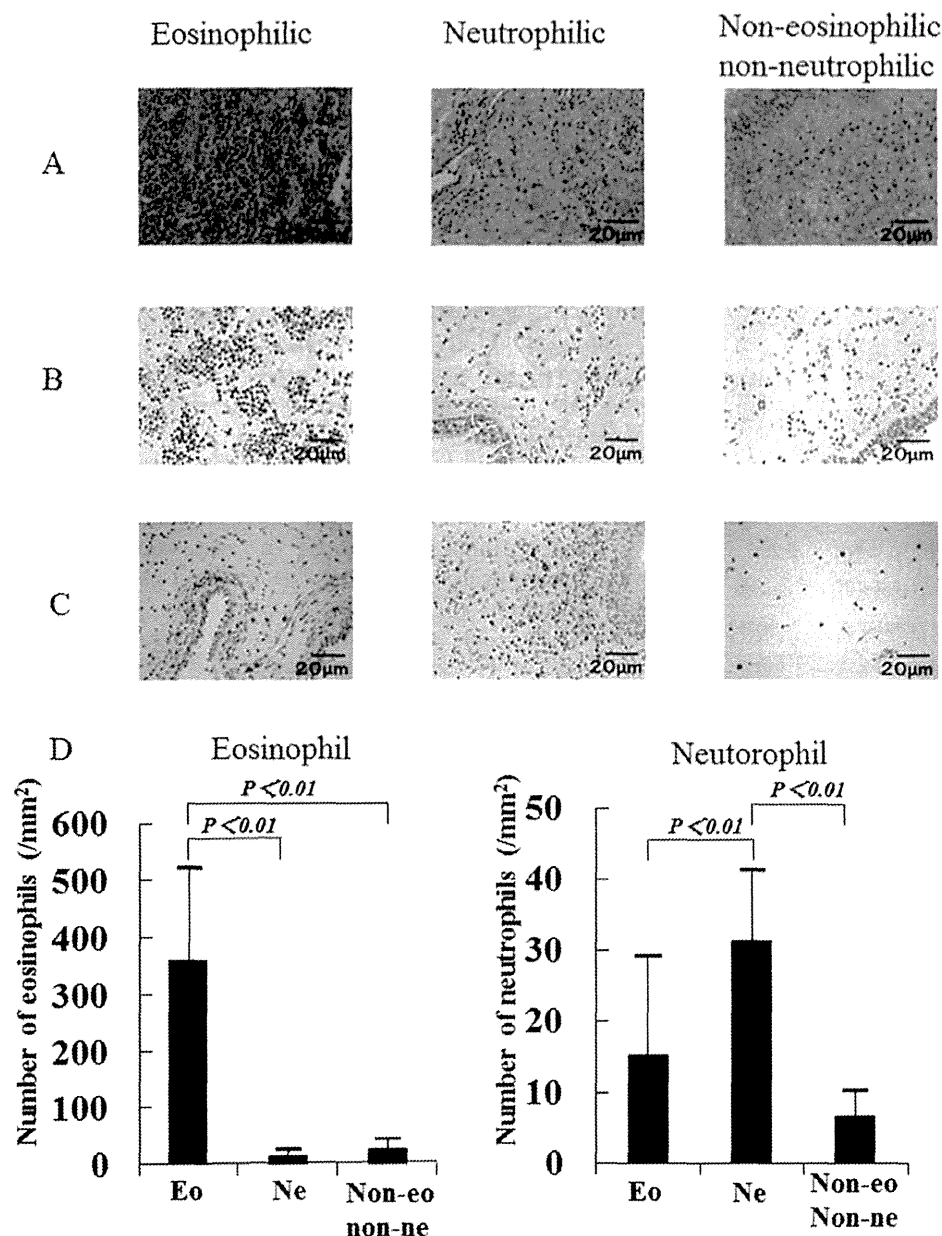 Eosinophilic
Neutrophilic
Non-eosinophilic
non-neutrophilic
A
20μm
20μm
20μm
B
20μm
20μm
20μm
C
20μm
20μm
20μm
D
Eosinophil
Number of eosinophils (/mm²)
P<0.01
P<0.01
600
500
400
300
200
100
0
Eo
Ne
Non-eo
non-ne
Neutorophil
Number of neutrophils (/mm²)
P<0.01
P<0.01
50
40
30
20
10
0
Eo
Ne
Non-eo
Non-ne